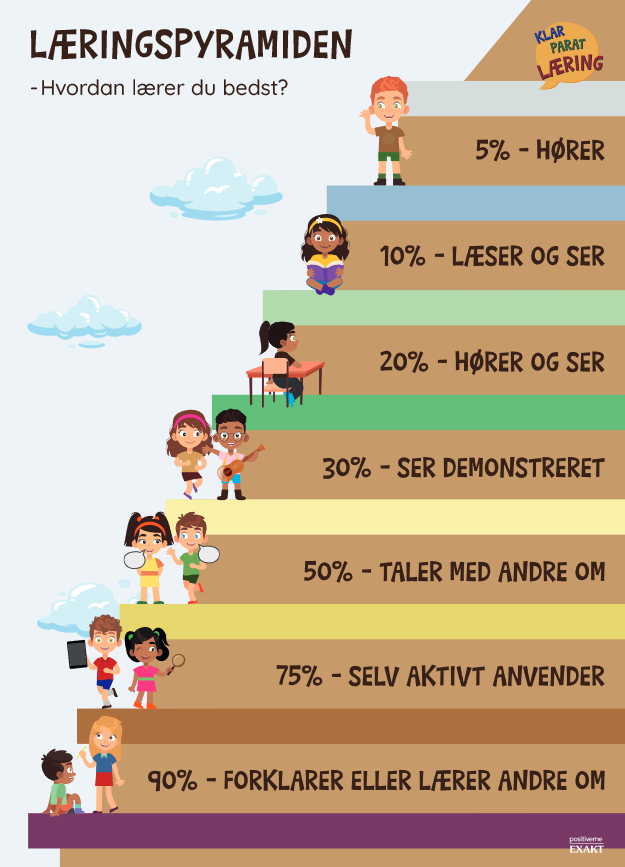 LÆRINGSPYRAMIDEN
- Hvordan lærer du bedst?
KLAR
PARAT
LÆRING
5% - HØRER
10% - LÆSER OG SER
20% - HØRER OG SER
30% - SER DEMONSTRERET
50% - TALER MED ANDRE OM
75% - SELV AKTIVT ANVENDER
90% - FORKLARER ELLER LÆRER ANDRE OM
positiverne
EXAKT